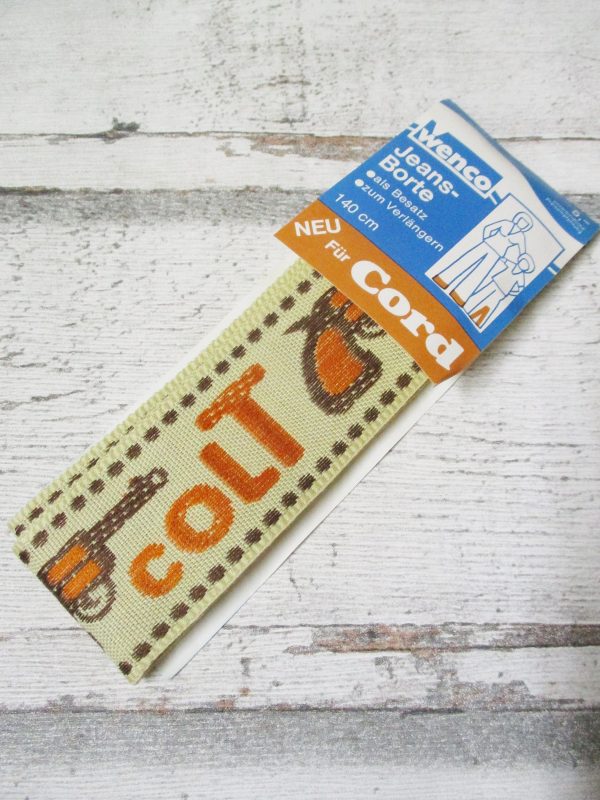 Wenco
Jeans-
Borte
• als Besatz
• zum Verlängern
140 cm
NEU
Für
Cord
cOLT